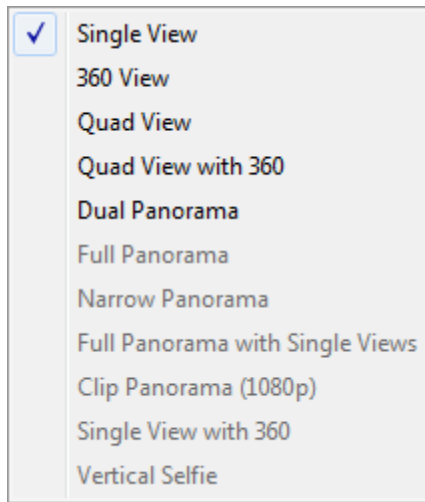 Single View
360 View
Quad View
Quad View with 360
Dual Panorama
Full Panorama
Narrow Panorama
Full Panorama with Single Views
Clip Panorama (1080p)
Single View with 360
Vertical Selfie